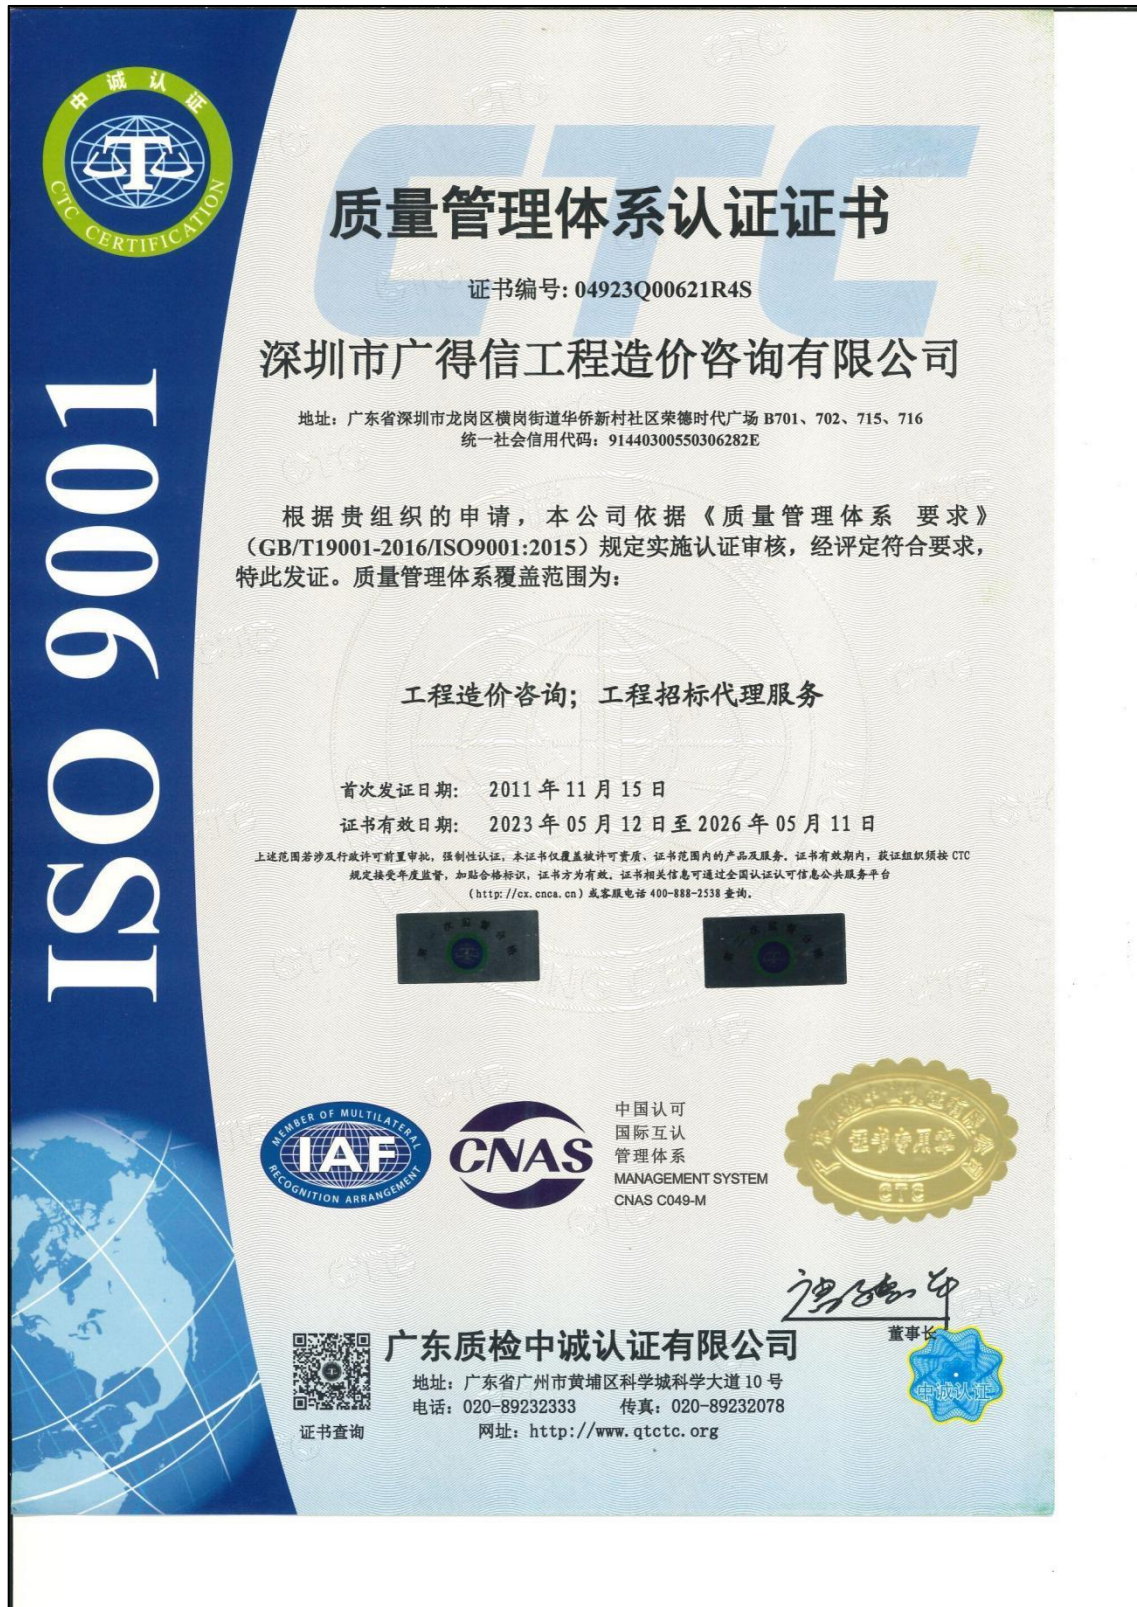 中诚认证
CTC CERTIFICATION
CTC
ISO 9001
质量管理体系认证证书
证书编号: 04923Q00621R4S
深圳市广得信工程造价咨询有限公司
地址：广东省深圳市龙岗区横岗街道华侨新村社区荣德时代广场 B701、702、715、716
统一社会信用代码：91440300550306282E
根据贵组织的申请，本公司依据《质量管理体系 要求》
（GB/T19001-2016/ISO9001:2015）规定实施认证审核，经评定符合要求，
特此发证。质量管理体系覆盖范围为：
工程造价咨询；工程招标代理服务
首次发证日期： 2011 年 11 月 15 日
证书有效日期： 2023 年 05 月 12 日至 2026 年 05 月 11 日
上述范围若涉及行政许可前置审批，强制性认证，本证书仅覆盖被许可资质、证书范围内的产品及服务。证书有效期内，获证组织须按 CTC
规定接受年度监督，加贴合格标识，证书方为有效。证书相关信息可通过全国认证认可信息公共服务平台
（http://cx.cnca.cn）或客服电话 400-888-2538 查询。
MEMBER OF MULTILATERAL
IAF
RECOGNITION ARRANGEMENT
CNAS
中国认可
国际互认
管理体系
MANAGEMENT SYSTEM
CNAS C049-M
证书专用章
CTC
董事长
中诚认证
广东质检中诚认证有限公司
地址：广东省广州市黄埔区科学城科学大道 10 号
电话：020-89232333 传真：020-89232078
网址：http://www.qtctc.org
证书查询